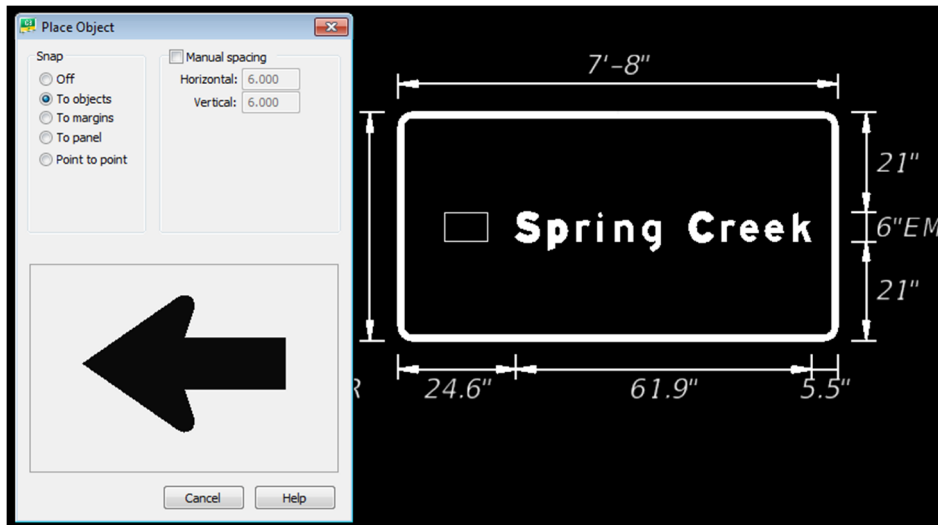 Place Object
Snap
Off
To objects
To margins
To panel
Point to point
Manual spacing
Horizontal: 6.000
Vertical: 6.000
Cancel
Help
7'-8"
21"
Spring Creek
6"EM
21"
R
24.6"
61.9"
5.5"